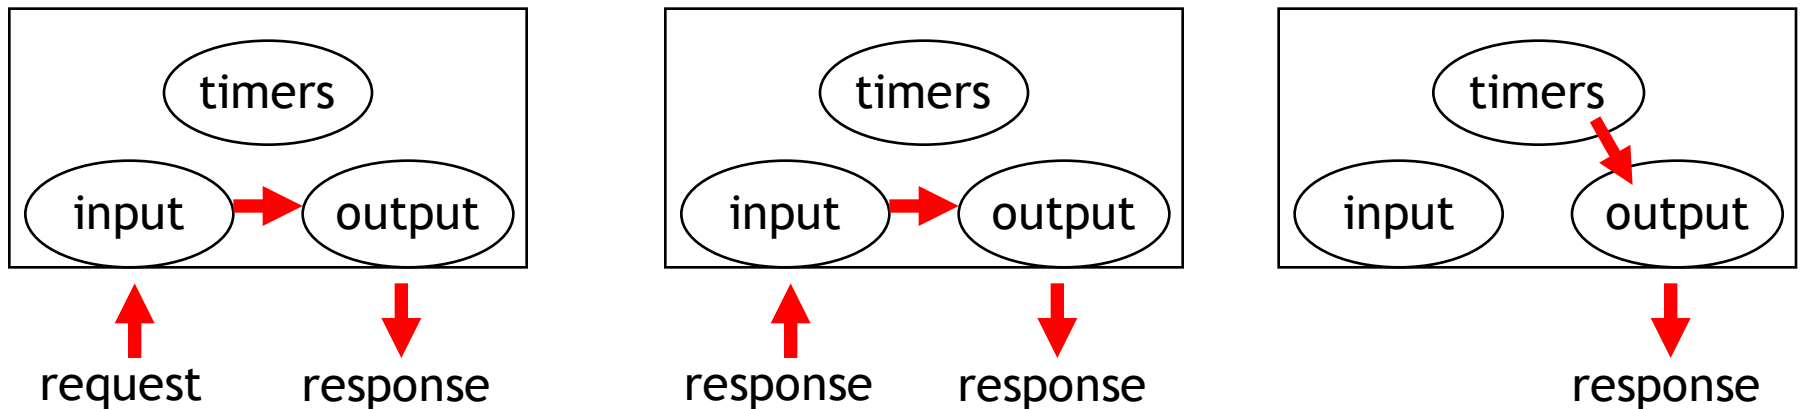 timers timers timers
input output input output input output
request response response response response